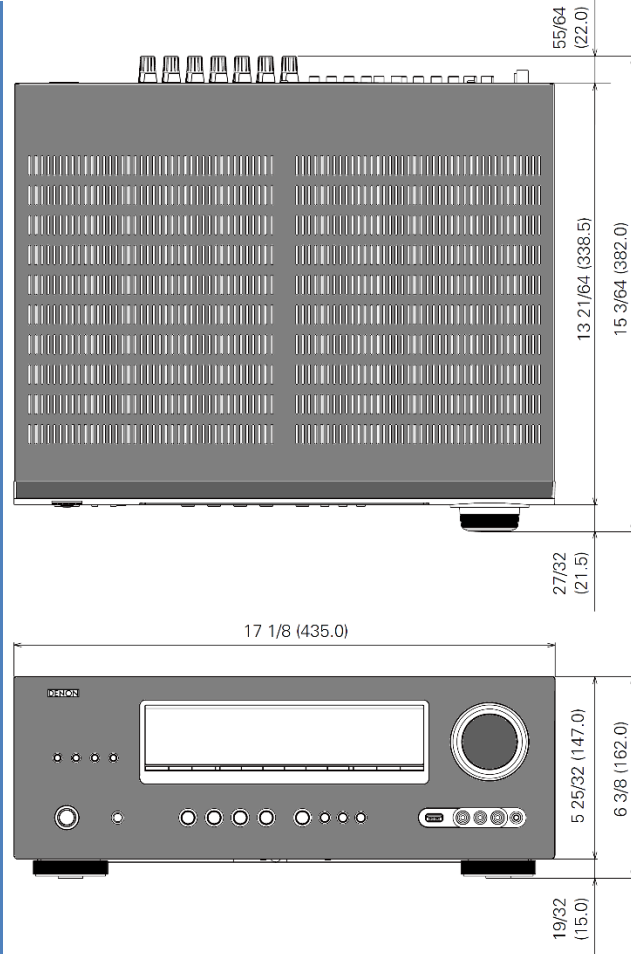 55/64
(22.0)
13 21/64 (338.5)
15 3/64 (382.0)
27/32
(21.5)
17 1/8 (435.0)
DENON
5 25/32 (147.0)
6 3/8 (162.0)
19/32
(15.0)